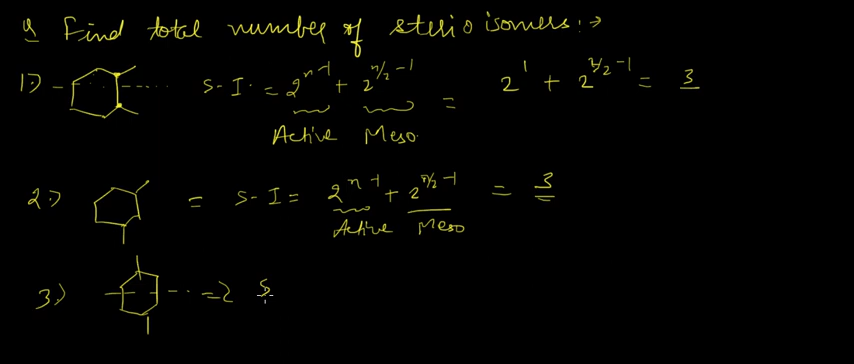 Q Find total number of sterio isomers :→
1.) S-I. = 2^{n-1} + 2^{n/2-1} = 2^1 + 2^{2/2-1} = 3
Active Meso.
2.) = S-I = 2^{n-1} + 2^{n/2-1} = 3
Active Meso
3.) ⇒ S